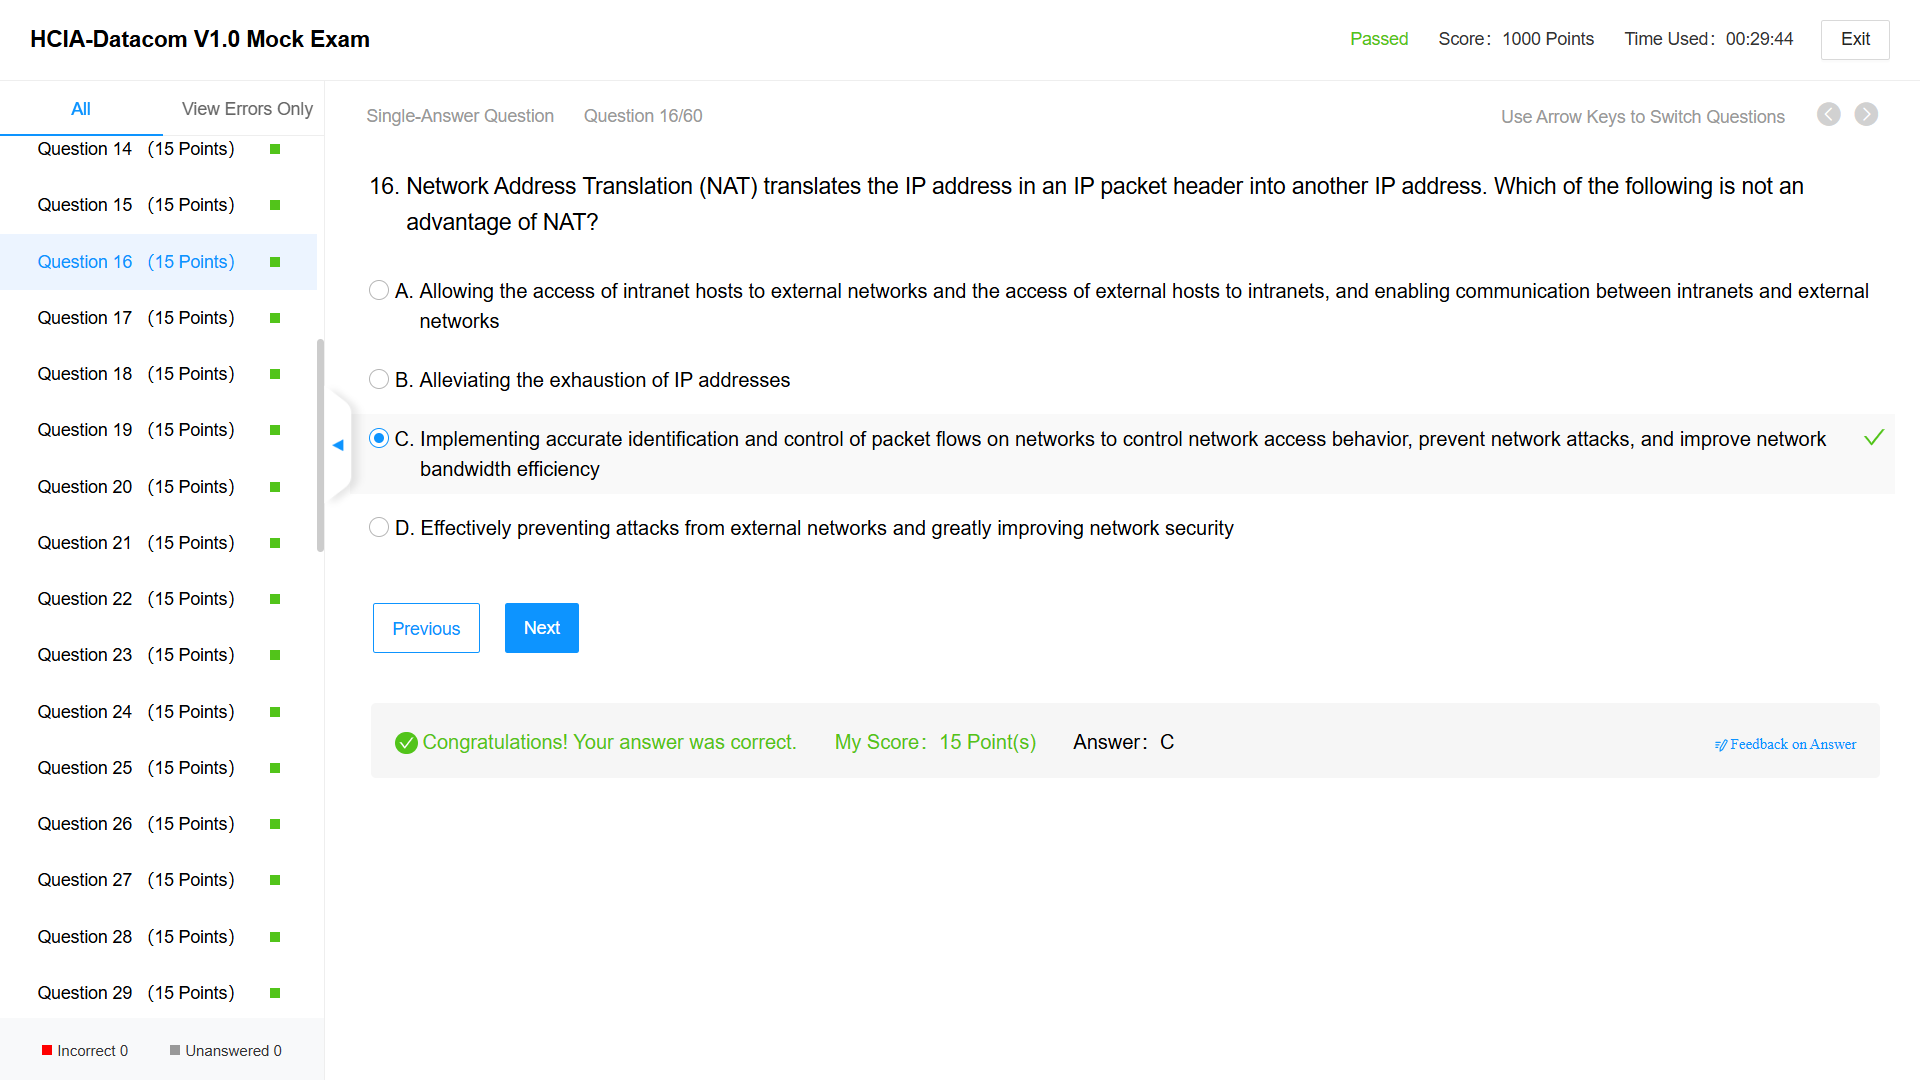 HCIA-Datacom V1.0 Mock Exam
Passed Score: 1000 Points Time Used: 00:29:44 Exit
All View Errors Only
Question 14 (15 Points)
Question 15 (15 Points)
Question 16 (15 Points)
Question 17 (15 Points)
Question 18 (15 Points)
Question 19 (15 Points)
Question 20 (15 Points)
Question 21 (15 Points)
Question 22 (15 Points)
Question 23 (15 Points)
Question 24 (15 Points)
Question 25 (15 Points)
Question 26 (15 Points)
Question 27 (15 Points)
Question 28 (15 Points)
Question 29 (15 Points)
Incorrect 0 Unanswered 0
Single-Answer Question Question 16/60 Use Arrow Keys to Switch Questions
16. Network Address Translation (NAT) translates the IP address in an IP packet header into another IP address. Which of the following is not an
advantage of NAT?
A. Allowing the access of intranet hosts to external networks and the access of external hosts to intranets, and enabling communication between intranets and external
networks
B. Alleviating the exhaustion of IP addresses
C. Implementing accurate identification and control of packet flows on networks to control network access behavior, prevent network attacks, and improve network
bandwidth efficiency
D. Effectively preventing attacks from external networks and greatly improving network security
Previous Next
Congratulations! Your answer was correct. My Score: 15 Point(s) Answer: C Feedback on Answer